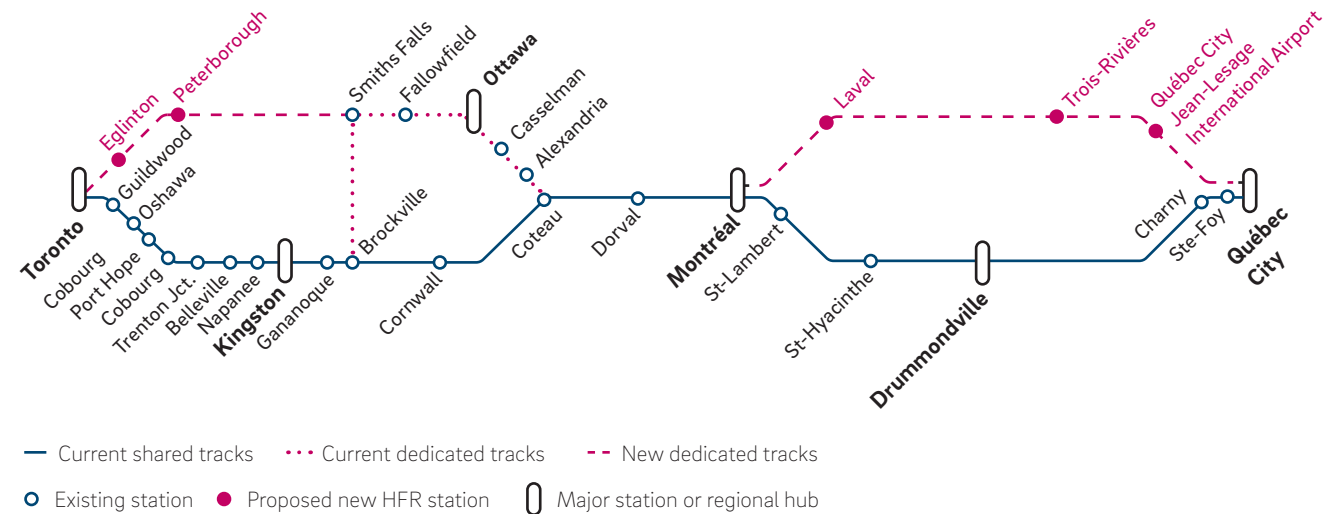 Eglinton
Peterborough
Smiths Falls
Fallowfield
Ottawa
Casselman
Alexandria
Laval
Trois-Rivières
Québec City
Jean-Lesage
International Airport
Guildwood
Oshawa
Toronto
Cobourg
Port Hope
Cobourg
Trenton Jct.
Belleville
Napanee
Kingston
Gananoque
Brockville
Cornwall
Coteau
Dorval
Montréal
St-Lambert
St-Hyacinthe
Drummondville
Charny
Ste-Foy
Québec
City
Current shared tracks
Current dedicated tracks
New dedicated tracks
Existing station
Proposed new HFR station
Major station or regional hub